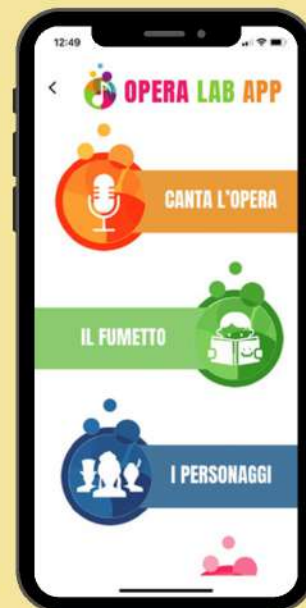 12:49
OPERA LAB APP
CANTA L'OPERA
IL FUMETTO
I PERSONAGGI